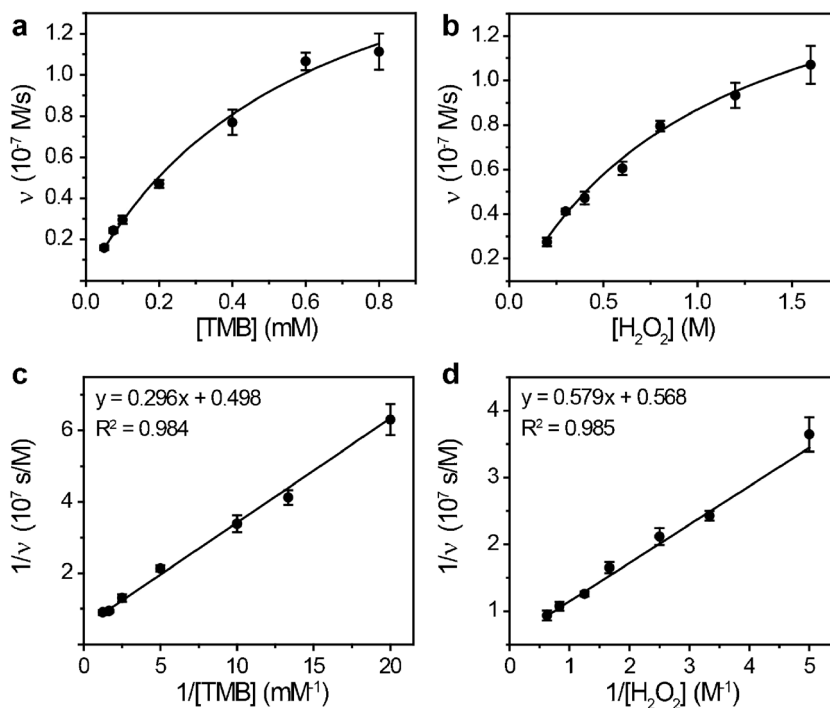 a
ν (10⁻⁷ M/s)
1.2
1.0
0.8
0.6
0.4
0.2
0.0 0.2 0.4 0.6 0.8
[TMB] (mM)
b
ν (10⁻⁷ M/s)
1.2
1.0
0.8
0.6
0.4
0.2
0.0 0.5 1.0 1.5
[H₂O₂] (M)
c
y = 0.296x + 0.498
R² = 0.984
1/ν (10⁷ s/M)
6
4
2
0 5 10 15 20
1/[TMB] (mM⁻¹)
d
y = 0.579x + 0.568
R² = 0.985
1/ν (10⁷ s/M)
4
3
2
1
0 1 2 3 4 5
1/[H₂O₂] (M⁻¹)